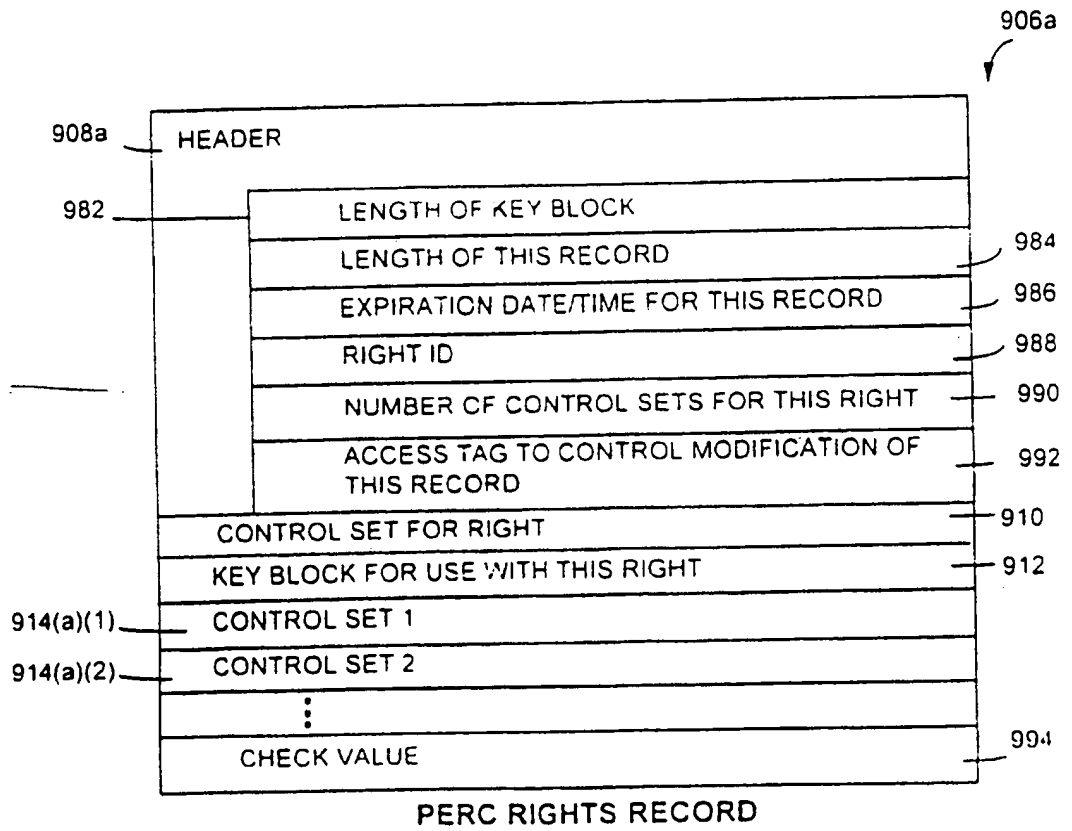 906a
908a
HEADER
982
LENGTH OF KEY BLOCK
LENGTH OF THIS RECORD
984
EXPIRATION DATE/TIME FOR THIS RECORD
986
RIGHT ID
988
NUMBER OF CONTROL SETS FOR THIS RIGHT
990
ACCESS TAG TO CONTROL MODIFICATION OF
THIS RECORD
992
CONTROL SET FOR RIGHT
910
KEY BLOCK FOR USE WITH THIS RIGHT
912
914(a)(1)
CONTROL SET 1
914(a)(2)
CONTROL SET 2
CHECK VALUE
994
PERC RIGHTS RECORD